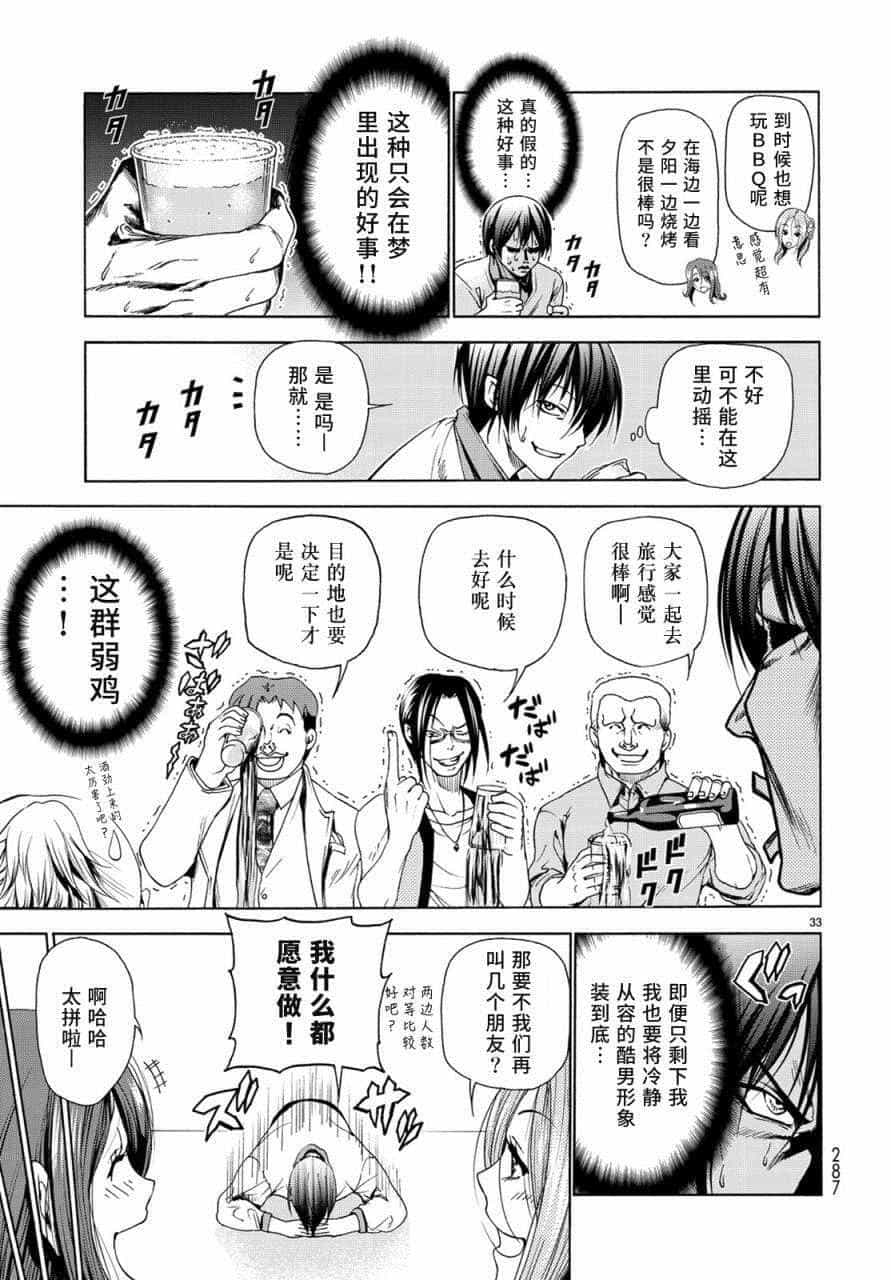 到时候也想
玩BBQ呢
在海边一边看
夕阳一边烧烤
不是很棒吗?
感觉超有
意思
真的假的…
这种好事…
カタ
カタ
这种只会在梦
里出现的好事!!
カタ
カタ
不好
可不能在这
里动摇…
是 是吗—
那就……
カタ
カタ
大家一起去
旅行感觉
很棒啊—
什么时候
去好呢
目的地也要
决定一下才
是呢
这群弱鸡
…!
酒劲上来的
太厉害了吧?
ドク
ドク
だば
だば
ざばぁ
33
即便只剩下我
我也要将冷静
从容的酷男形象
装到底…
ズ
那要不我们再
叫几个朋友?
两边人数
对等比较
好吧?
我什么都
愿意做!
ズザッ
啊哈哈
太拼啦—
287